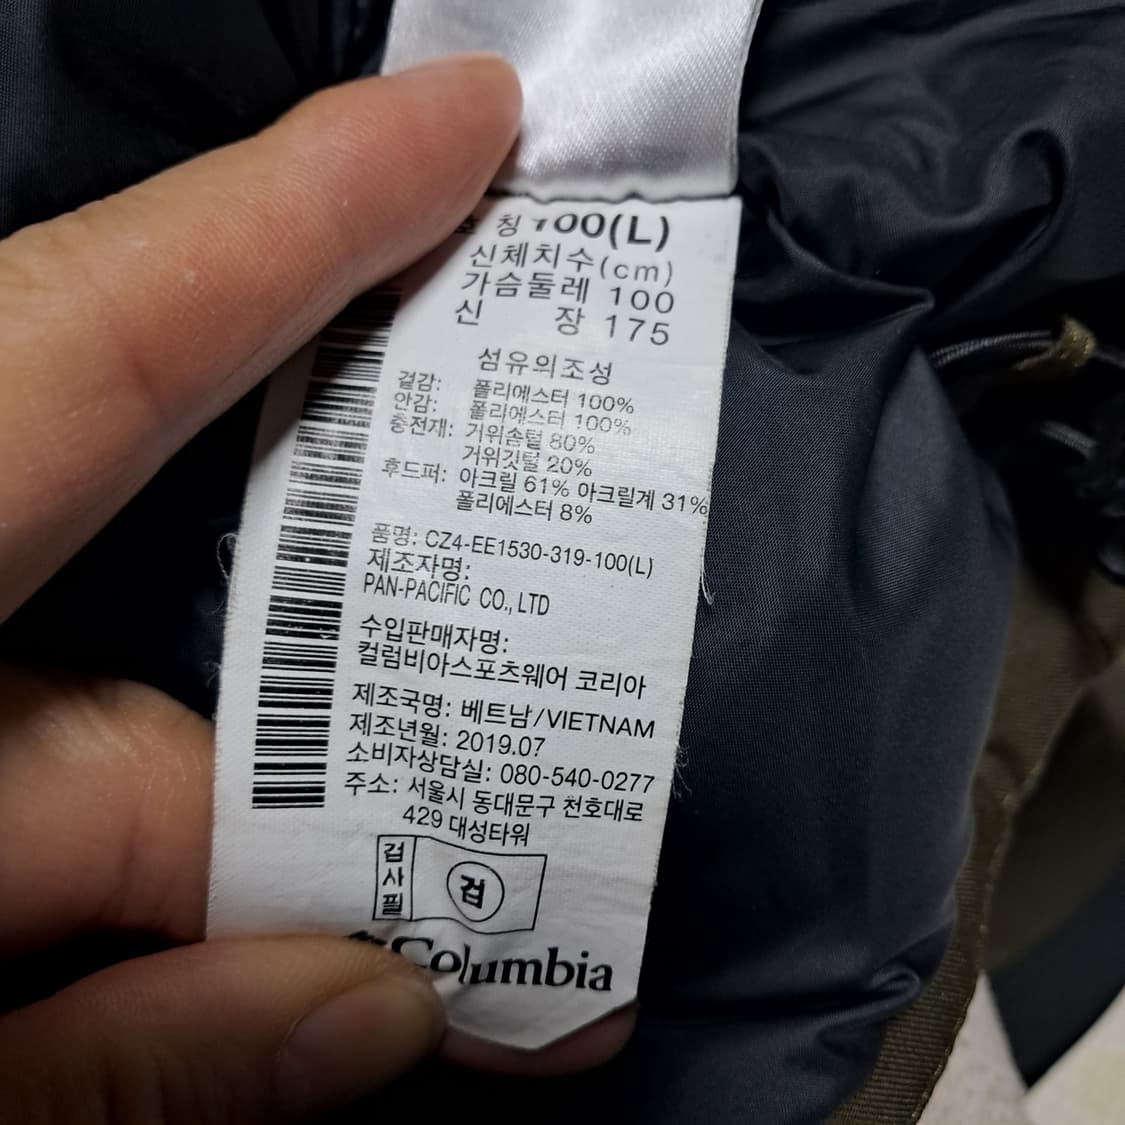 호 칭 100(L)
신체치수(cm)
가슴둘레 100
신 장 175
섬유의조성
겉감: 폴리에스터 100%
안감: 폴리에스터 100%
충전재: 거위솜털 80%
거위깃털 20%
후드퍼: 아크릴 61% 아크릴계 31%
폴리에스터 8%
품명: CZ4-EE1530-319-100(L)
제조자명:
PAN-PACIFIC CO., LTD
수입판매자명:
컬럼비아스포츠웨어 코리아
제조국명: 베트남/VIETNAM
제조년월: 2019.07
소비자상담실: 080-540-0277
주소: 서울시 동대문구 천호대로
429 대성타워
검사필
검
Columbia